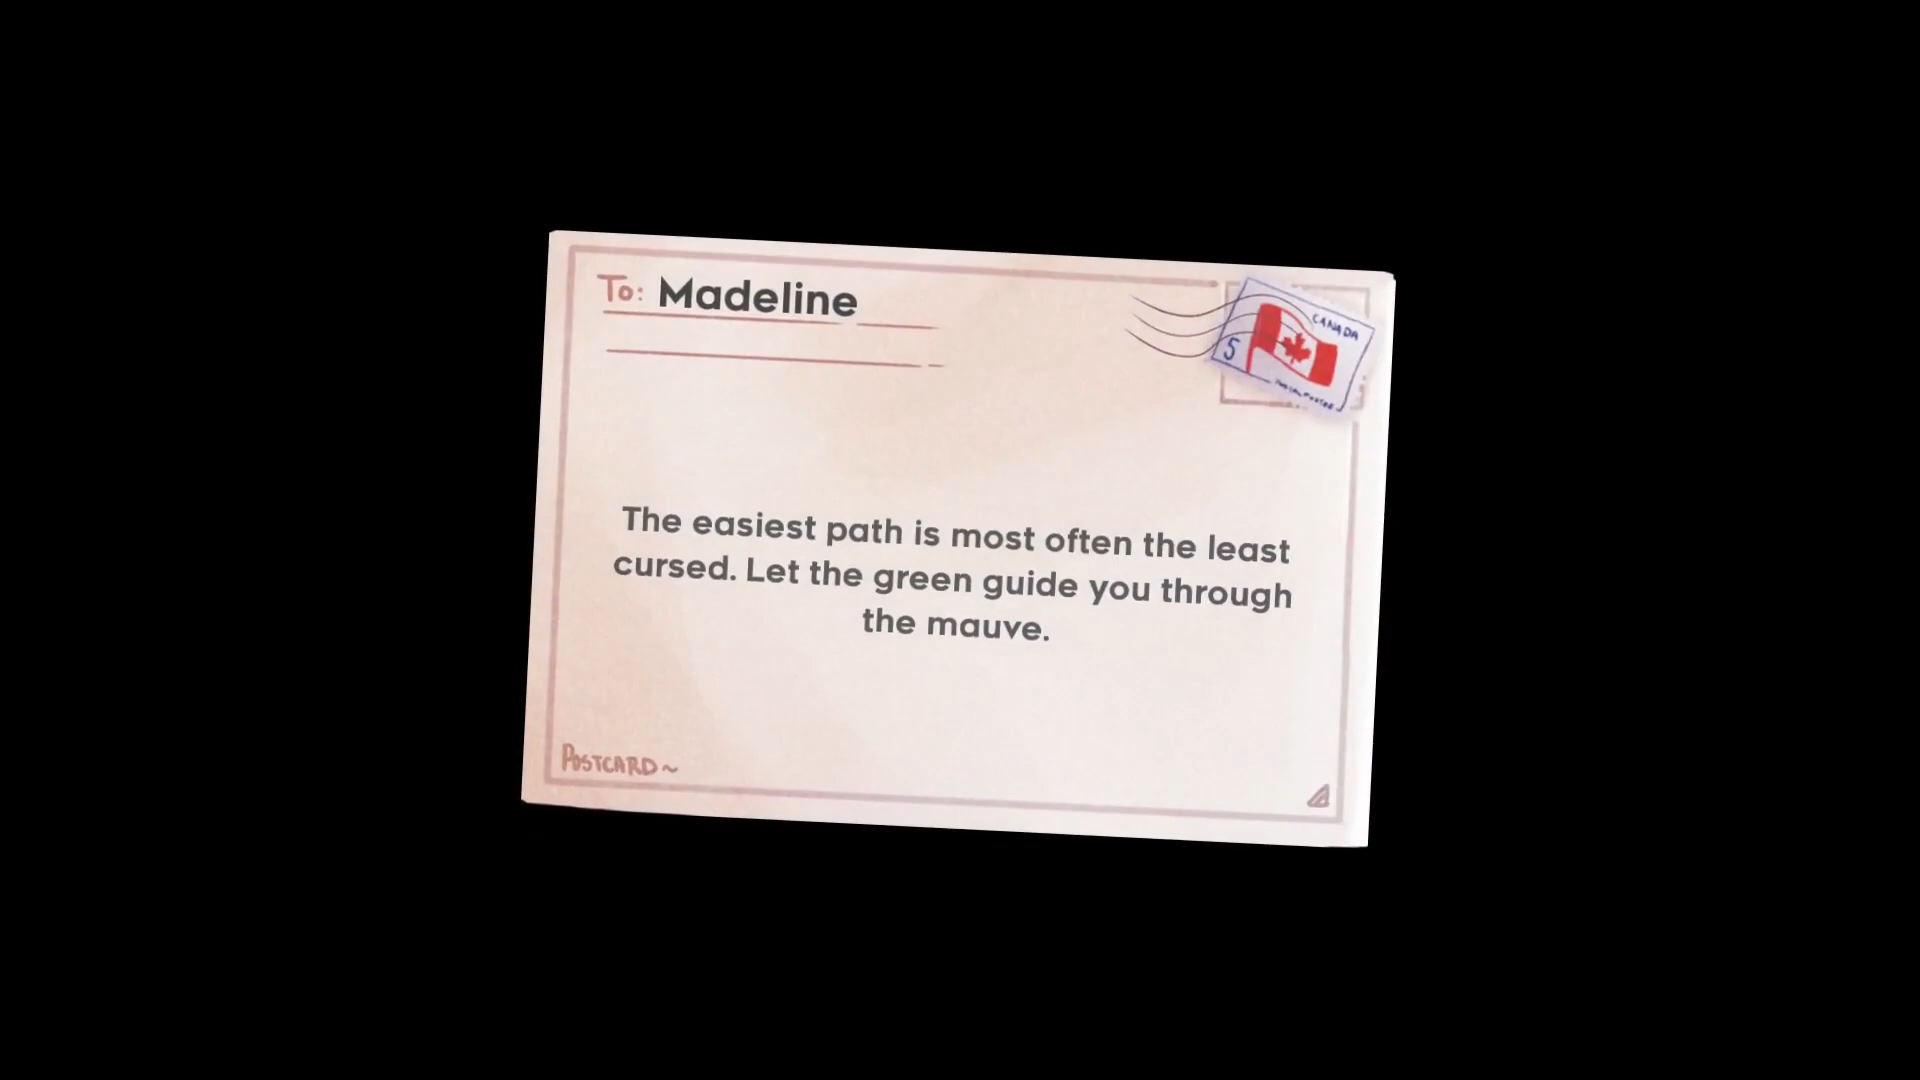 To: Madeline
CANADA
5
The easiest path is most often the least
cursed. Let the green guide you through
the mauve.
POSTCARD~